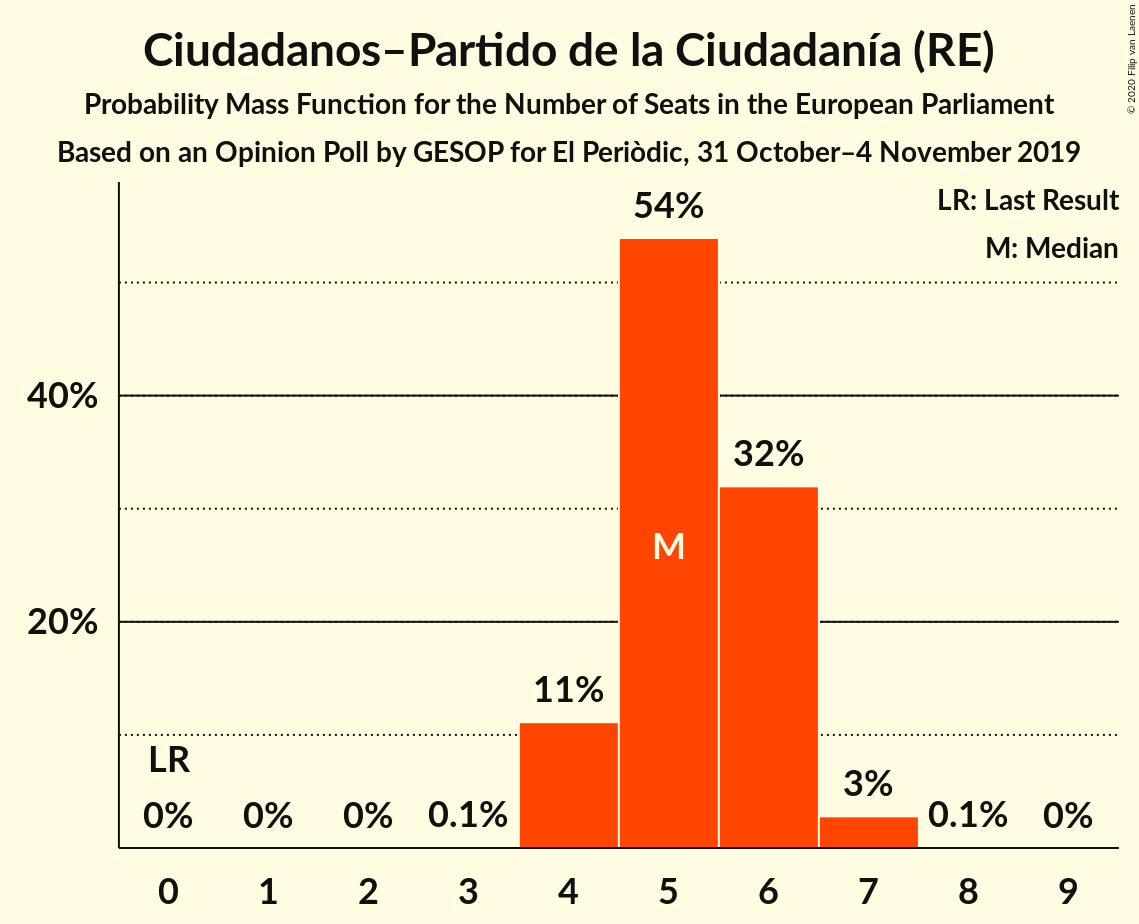 Ciudadanos–Partido de la Ciudadanía (RE)
Probability Mass Function for the Number of Seats in the European Parliament
Based on an Opinion Poll by GESOP for El Periòdic, 31 October–4 November 2019
© 2020 Filip van Laenen
LR: Last Result
M: Median
54%
40%
32%
M
20%
11%
LR
3%
0% 0% 0% 0.1% 0.1% 0%
0 1 2 3 4 5 6 7 8 9